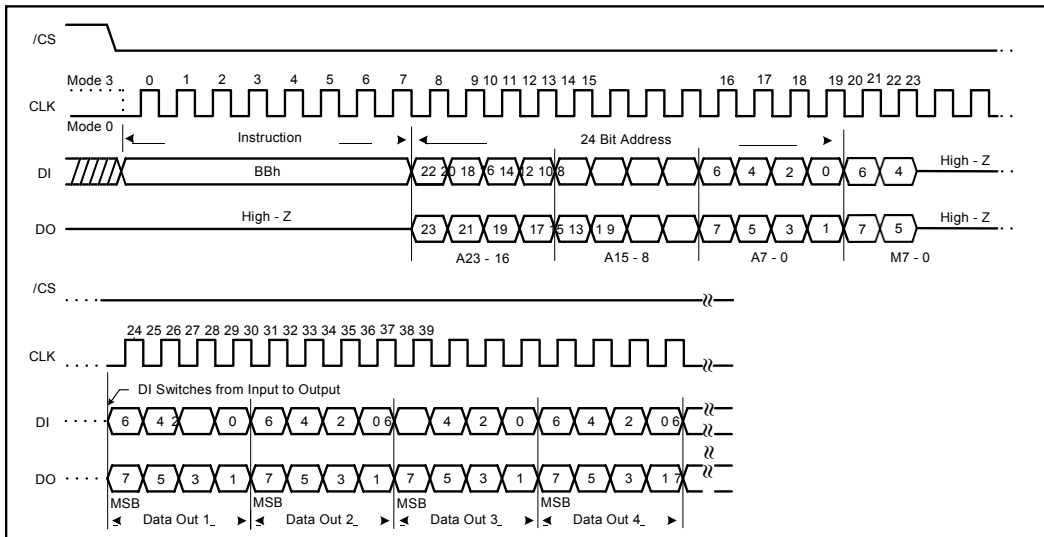 /CS
Mode 3 0 1 2 3 4 5 6 7 8 9 10 11 12 13 14 15 16 17 18 19 20 21 22 23
CLK
Mode 0
Instruction 24 Bit Address
DI BBh 22 20 18 16 14 12 10 8 6 4 2 0 6 4 High - Z
DO High - Z 23 21 19 17 15 13 11 9 7 5 3 1 7 5 High - Z
A23 - 16 A15 - 8 A7 - 0 M7 - 0
/CS
24 25 26 27 28 29 30 31 32 33 34 35 36 37 38 39
CLK
DI Switches from Input to Output
DI 6 4 2 0 6 4 2 0 6 4 2 0 6 4 2 0 6
DO 7 5 3 1 7 5 3 1 7 5 3 1 7 5 3 1 7
MSB MSB MSB MSB
Data Out 1 Data Out 2 Data Out 3 Data Out 4